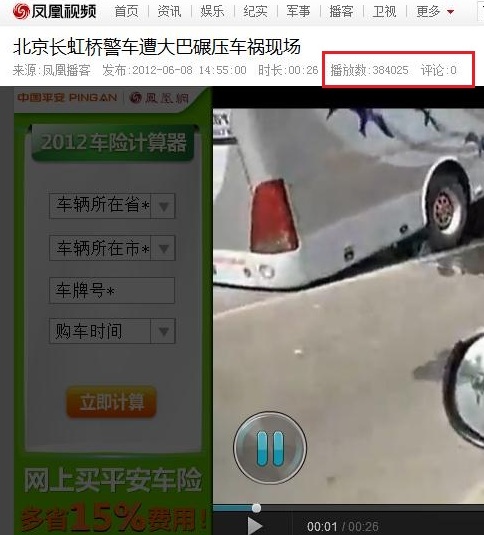 凤凰视频 首页 资讯 娱乐 纪实 军事 播客 卫视 更多
北京长虹桥警车遭大巴碾压车祸现场
来源:凤凰播客 发布:2012-06-08 14:55:00 时长:00:26 播放数:384025 评论:0
中国平安 PINGAN 凤凰网
2012车险计算器
车辆所在省*
车辆所在市*
车牌号*
购车时间
立即计算
网上买平安车险
多省15%费用!
00:01 / 00:26